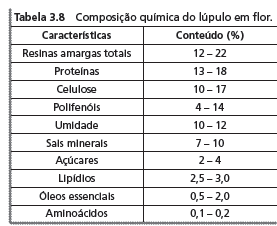 Tabela 3.8 Composição química do lúpulo em flor.
Características Conteúdo (%)
Resinas amargas totais 12 – 22
Proteínas 13 – 18
Celulose 10 – 17
Polifenóis 4 – 14
Umidade 10 – 12
Sais minerais 7 – 10
Açúcares 2 – 4
Lipídios 2,5 – 3,0
Óleos essenciais 0,5 – 2,0
Aminoácidos 0,1 – 0,2